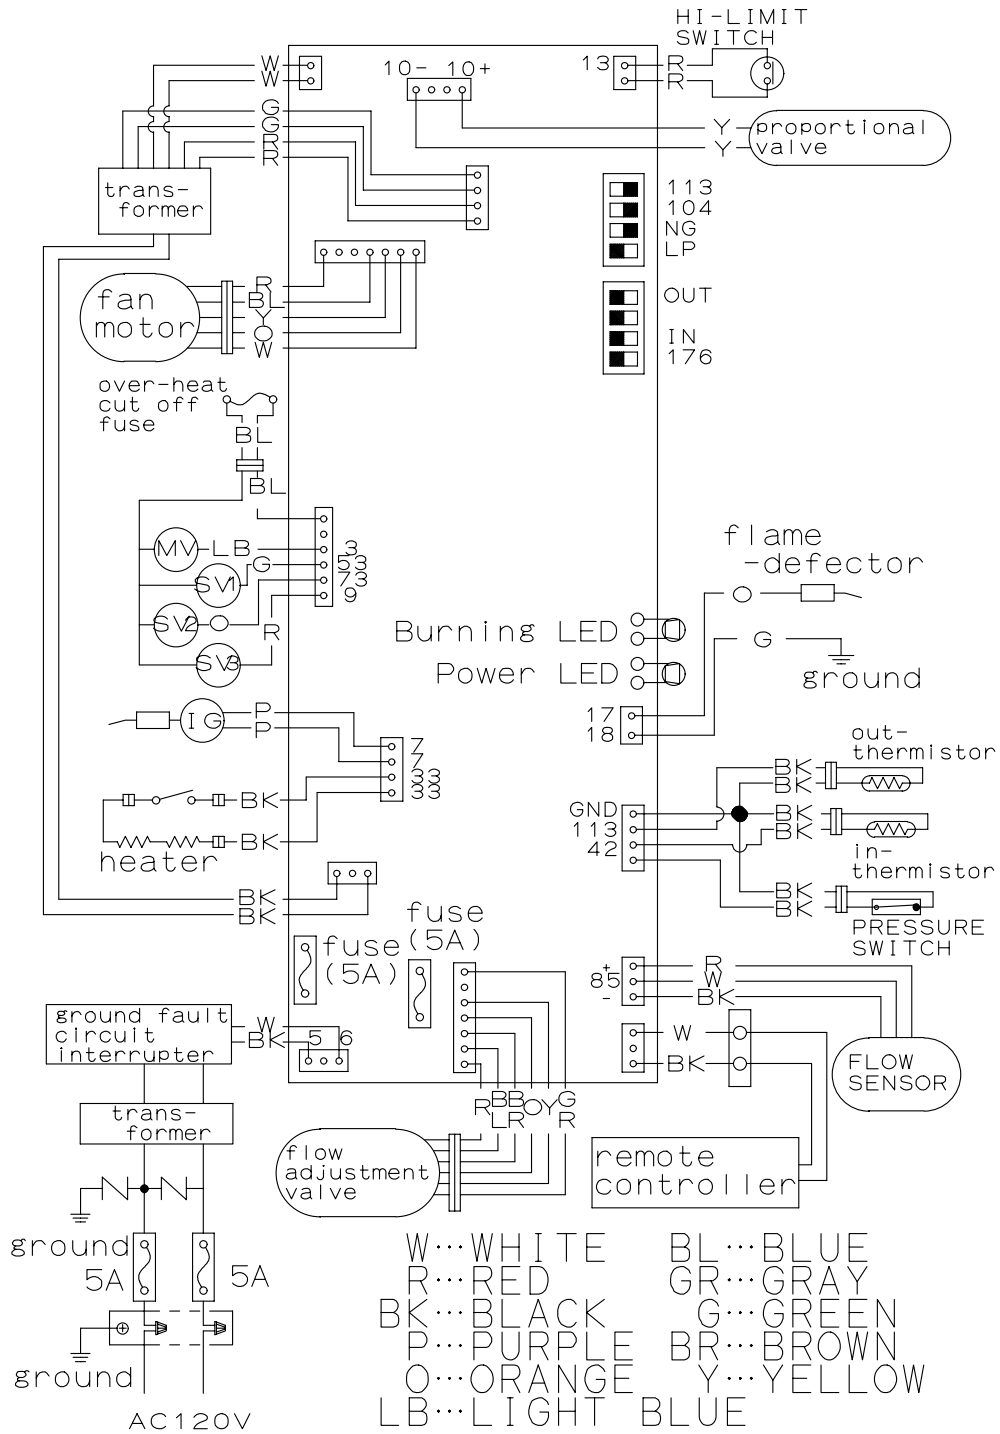 HI-LIMIT
SWITCH
W
W
10- 10+
13
R
R
G
G
R
R
Y
Y
proportional
valve
trans-
former
113
104
NG
LP
OUT
IN
176
fan
motor
R
BL
Y
O
W
over-heat
cut off
fuse
BL
BL
MV
LB
3
G
53
SV1
73
9
SV2
O
R
SV3
flame
-defector
O
G
ground
Burning LED
Power LED
17
18
IG
P
P
7
7
33
33
BK
BK
heater
out-
thermistor
BK
BK
GND
113
42
BK
BK
in-
thermistor
BK
BK
PRESSURE
SWITCH
BK
BK
fuse
(5A)
fuse
(5A)
+
85
-
R
W
BK
ground fault
circuit
interrupter
W
BK
5 6
W
BK
FLOW
SENSOR
trans-
former
R
BL
BR
O
Y
GR
flow
adjustment
valve
remote
controller
ground
5A
5A
ground
AC120V
W···WHITE
BL···BLUE
R···RED
GR···GRAY
BK···BLACK
G···GREEN
P···PURPLE
BR···BROWN
O···ORANGE
Y···YELLOW
LB···LIGHT BLUE